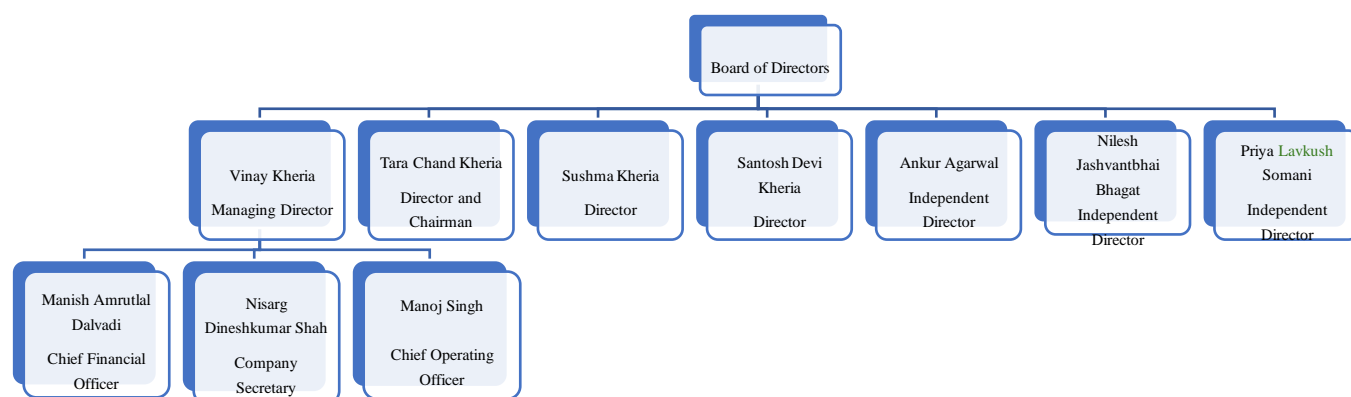 Board of Directors
Vinay Kheria
Managing Director
Tara Chand Kheria
Director and
Chairman
Sushma Kheria
Director
Santosh Devi
Kheria
Director
Ankur Agarwal
Independent
Director
Nilesh
Jashvantbhai
Bhagat
Independent
Director
Priya Lavkush
Somani
Independent
Director
Manish Amrutlal
Dalvadi
Chief Financial
Officer
Nisarg
Dineshkumar Shah
Company
Secretary
Manoj Singh
Chief Operating
Officer